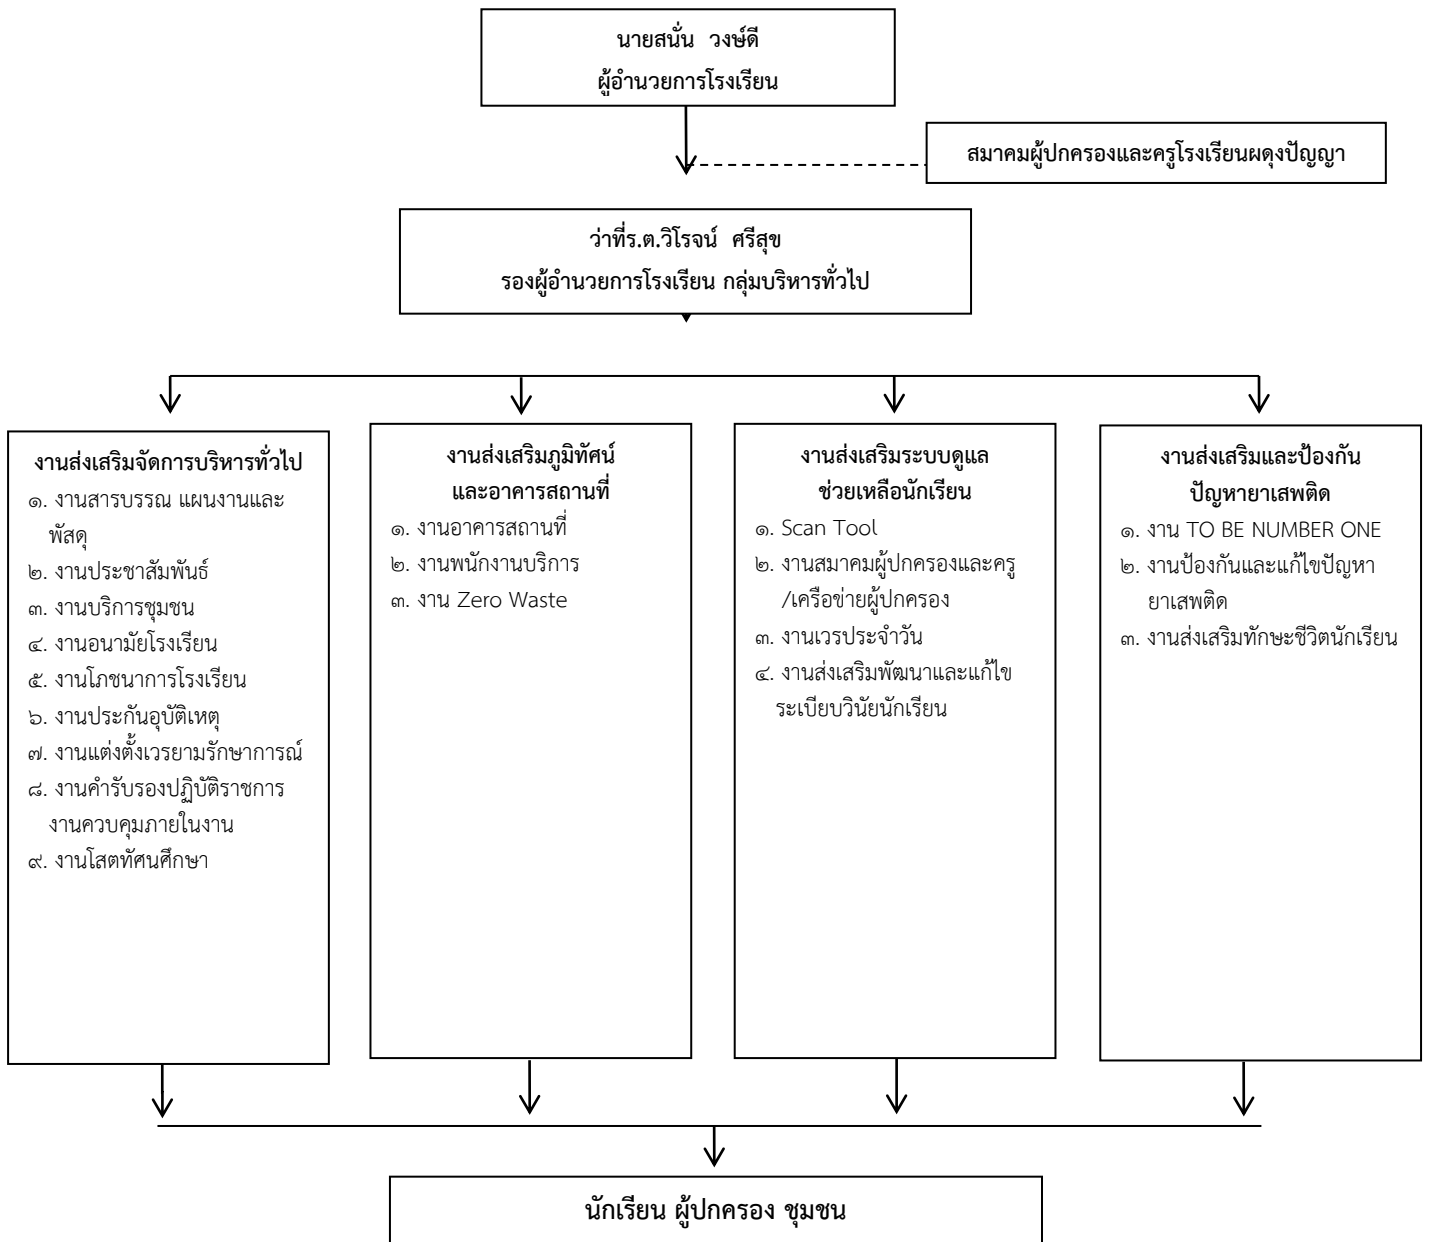 นายสนั่น วงษ์ดี
ผู้อำนวยการโรงเรียน
สมาคมผู้ปกครองและครูโรงเรียนผดุงปัญญา
ว่าที่ร.ต.วิโรจน์ ศรีสุข
รองผู้อำนวยการโรงเรียน กลุ่มบริหารทั่วไป
งานส่งเสริมจัดการบริหารทั่วไป
๑. งานสารบรรณ แผนงานและ
พัสดุ
๒. งานประชาสัมพันธ์
๓. งานบริการชุมชน
๔. งานอนามัยโรงเรียน
๕. งานโภชนาการโรงเรียน
๖. งานประกันอุบัติเหตุ
๗. งานแต่งตั้งเวรยามรักษาการณ์
๘. งานคำรับรองปฏิบัติราชการ
งานควบคุมภายในงาน
๙. งานโสตทัศนศึกษา
งานส่งเสริมภูมิทัศน์
และอาคารสถานที่
๑. งานอาคารสถานที่
๒. งานพนักงานบริการ
๓. งาน Zero Waste
งานส่งเสริมระบบดูแล
ช่วยเหลือนักเรียน
๑. Scan Tool
๒. งานสมาคมผู้ปกครองและครู
/เครือข่ายผู้ปกครอง
๓. งานเวรประจำวัน
๔. งานส่งเสริมพัฒนาและแก้ไข
ระเบียบวินัยนักเรียน
งานส่งเสริมและป้องกัน
ปัญหายาเสพติด
๑. งาน TO BE NUMBER ONE
๒. งานป้องกันและแก้ไขปัญหา
ยาเสพติด
๓. งานส่งเสริมทักษะชีวิตนักเรียน
นักเรียน ผู้ปกครอง ชุมชน